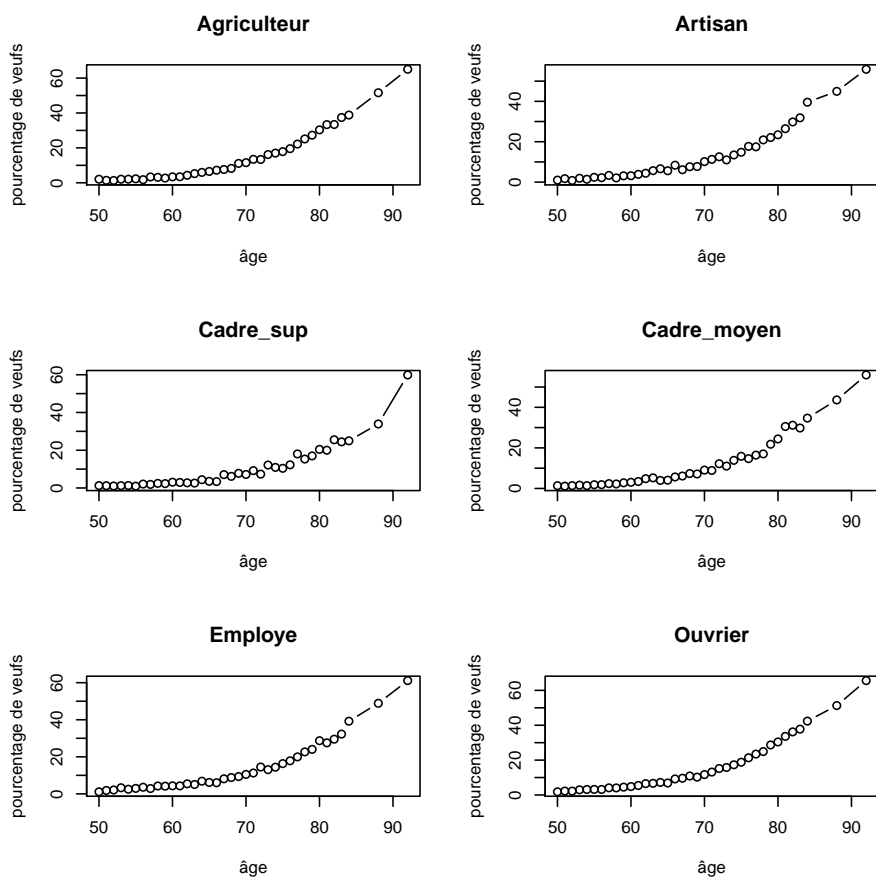 Agriculteur
pourcentage de veufs
0 20 40 60
50 60 70 80 90
âge
Artisan
pourcentage de veufs
0 20 40
50 60 70 80 90
âge
Cadre_sup
pourcentage de veufs
0 20 40 60
50 60 70 80 90
âge
Cadre_moyen
pourcentage de veufs
0 20 40
50 60 70 80 90
âge
Employe
pourcentage de veufs
0 20 40 60
50 60 70 80 90
âge
Ouvrier
pourcentage de veufs
0 20 40 60
50 60 70 80 90
âge